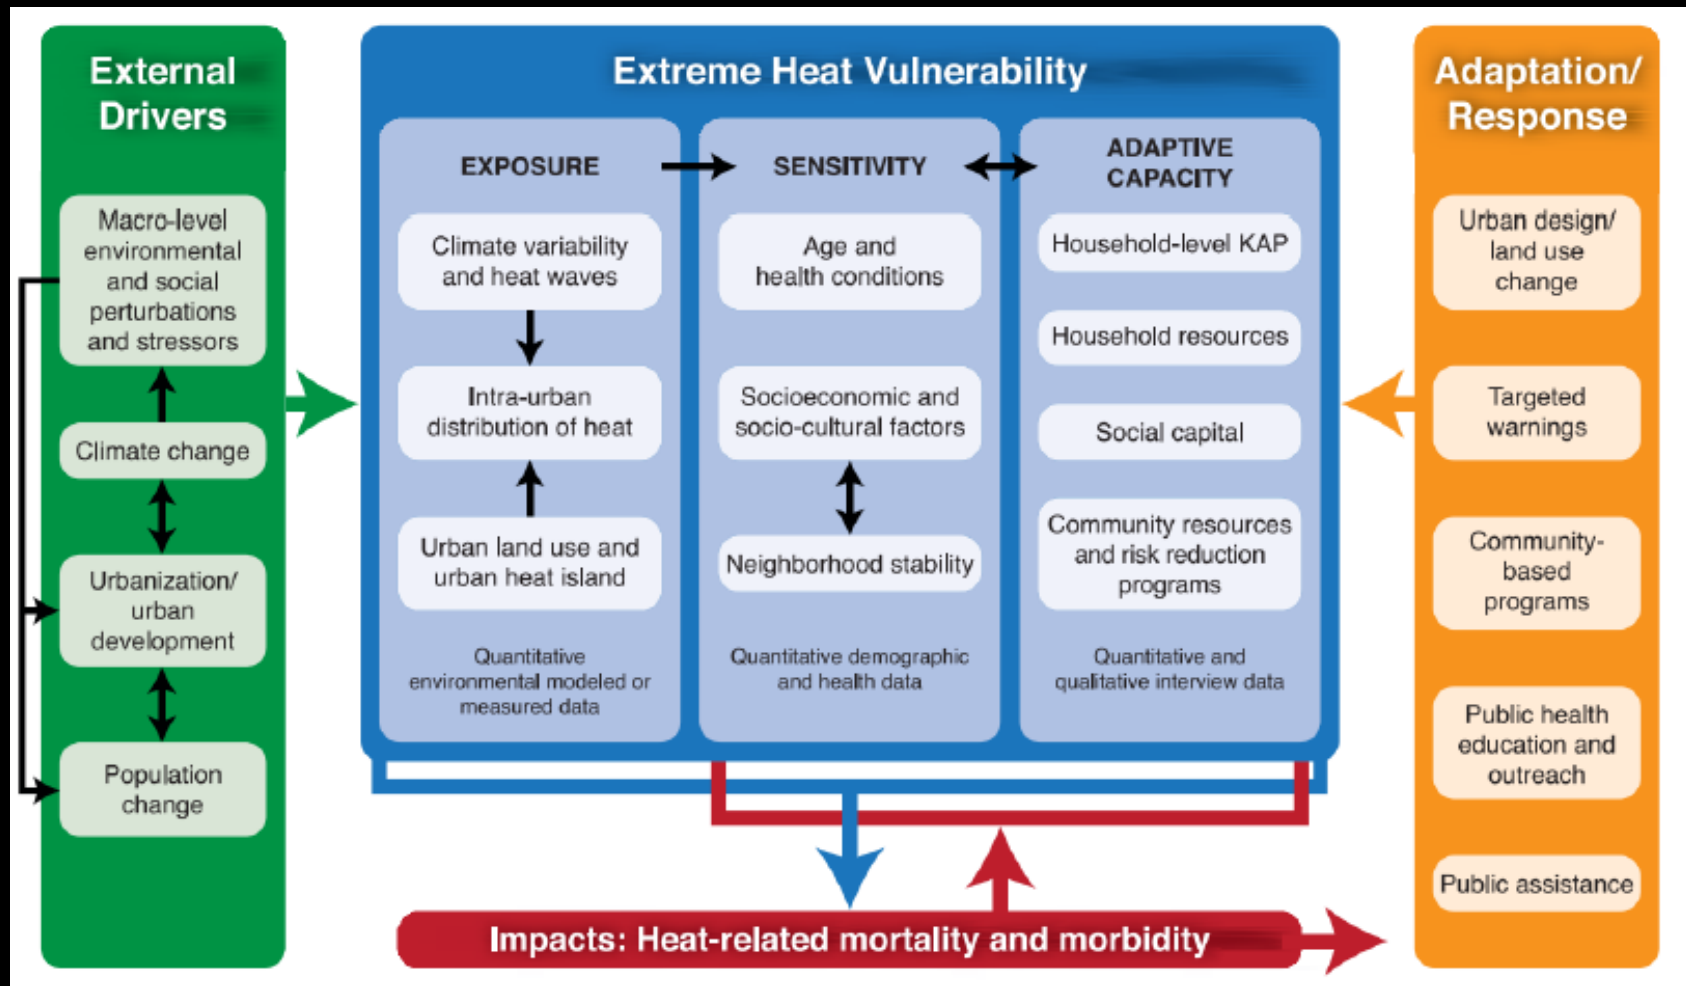 External
Drivers
Macro-level
environmental
and social
perturbations
and stressors
Climate change
Urbanization/
urban
development
Population
change
Extreme Heat Vulnerability
EXPOSURE
Climate variability
and heat waves
Intra-urban
distribution of heat
Urban land use and
urban heat island
Quantitative
environmental modeled or
measured data
SENSITIVITY
Age and
health conditions
Socioeconomic and
socio-cultural factors
Neighborhood stability
Quantitative demographic
and health data
ADAPTIVE
CAPACITY
Household-level KAP
Household resources
Social capital
Community resources
and risk reduction
programs
Quantitative and
qualitative interview data
Impacts: Heat-related mortality and morbidity
Adaptation/
Response
Urban design/
land use
change
Targeted
warnings
Community-
based
programs
Public health
education and
outreach
Public assistance